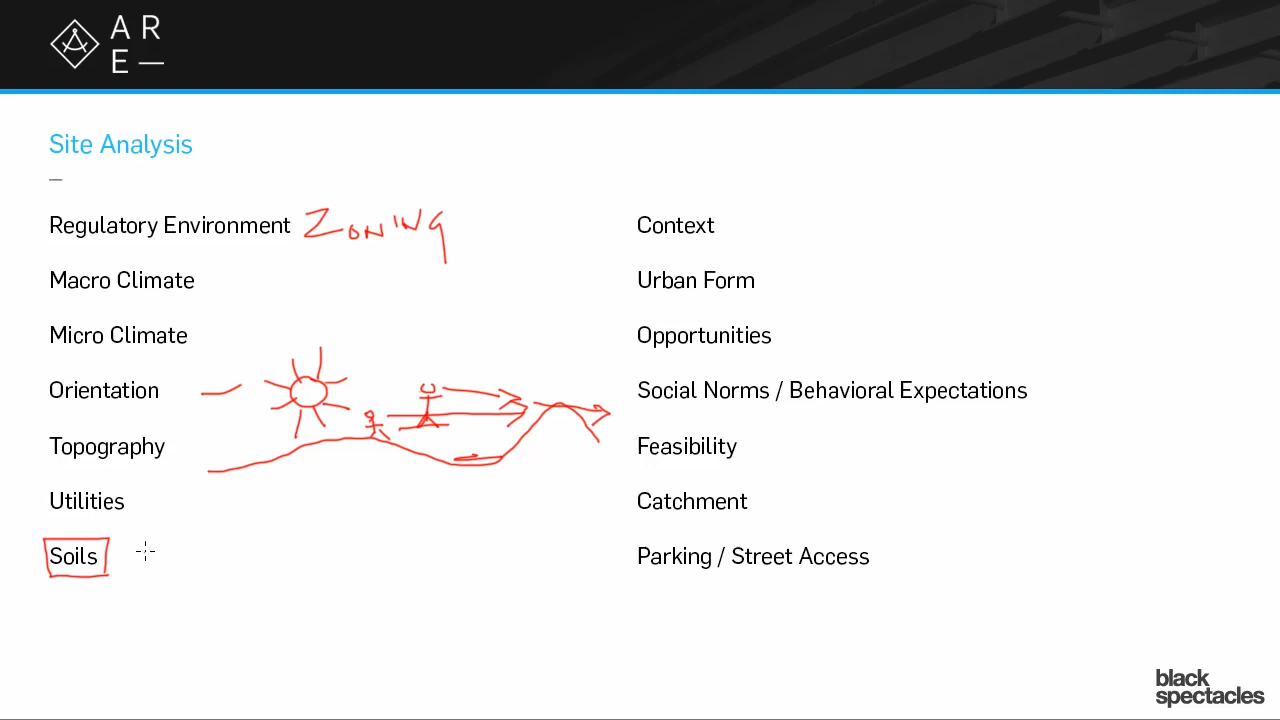 A R
E —
Site Analysis
—
Regulatory Environment ZONING
Macro Climate
Micro Climate
Orientation
Topography
Utilities
Soils
Context
Urban Form
Opportunities
Social Norms / Behavioral Expectations
Feasibility
Catchment
Parking / Street Access
black
spectacles